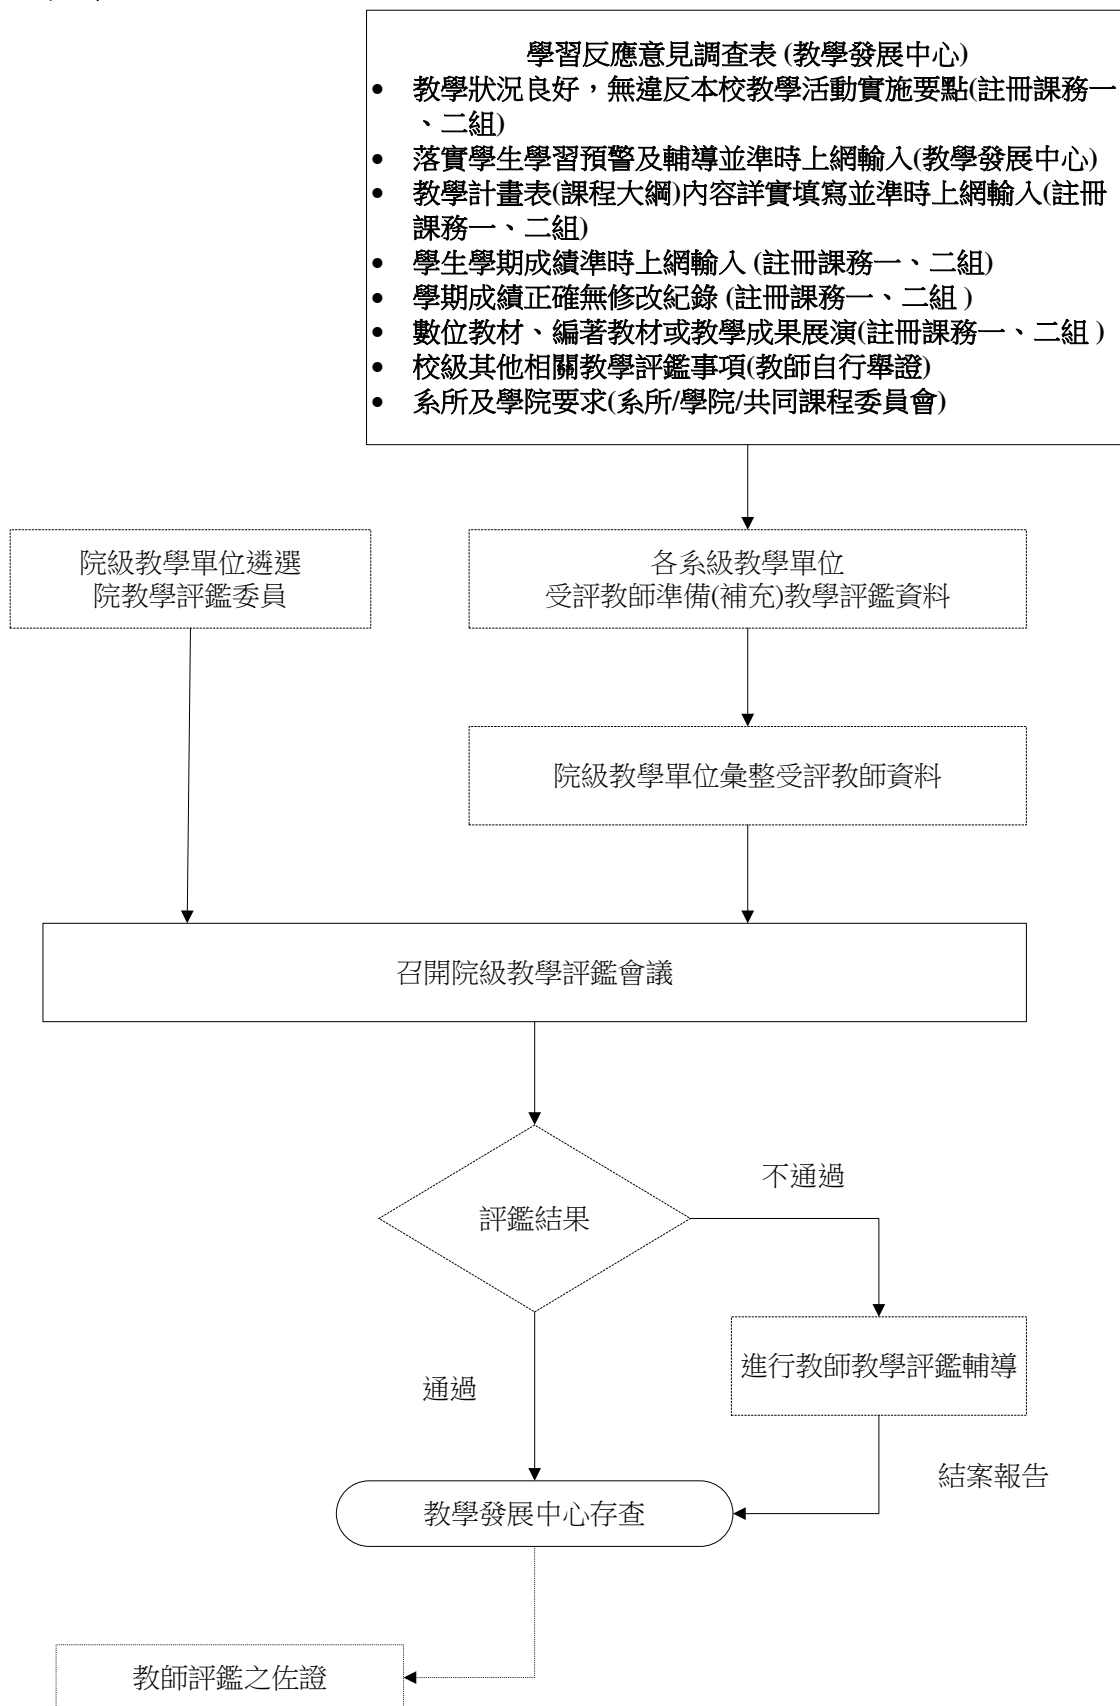 學習反應意見調查表 (教學發展中心)
• 教學狀況良好，無違反本校教學活動實施要點(註冊課務一
、二組)
• 落實學生學習預警及輔導並準時上網輸入(教學發展中心)
• 教學計畫表(課程大綱)內容詳實填寫並準時上網輸入(註冊
課務一、二組)
• 學生學期成績準時上網輸入 (註冊課務一、二組)
• 學期成績正確無修改紀錄 (註冊課務一、二組 )
• 數位教材、編著教材或教學成果展演(註冊課務一、二組 )
• 校級其他相關教學評鑑事項(教師自行舉證)
• 系所及學院要求(系所/學院/共同課程委員會)
院級教學單位遴選
院教學評鑑委員
各系級教學單位
受評教師準備(補充)教學評鑑資料
院級教學單位彙整受評教師資料
召開院級教學評鑑會議
評鑑結果
不通過
進行教師教學評鑑輔導
通過
結案報告
教學發展中心存查
教師評鑑之佐證